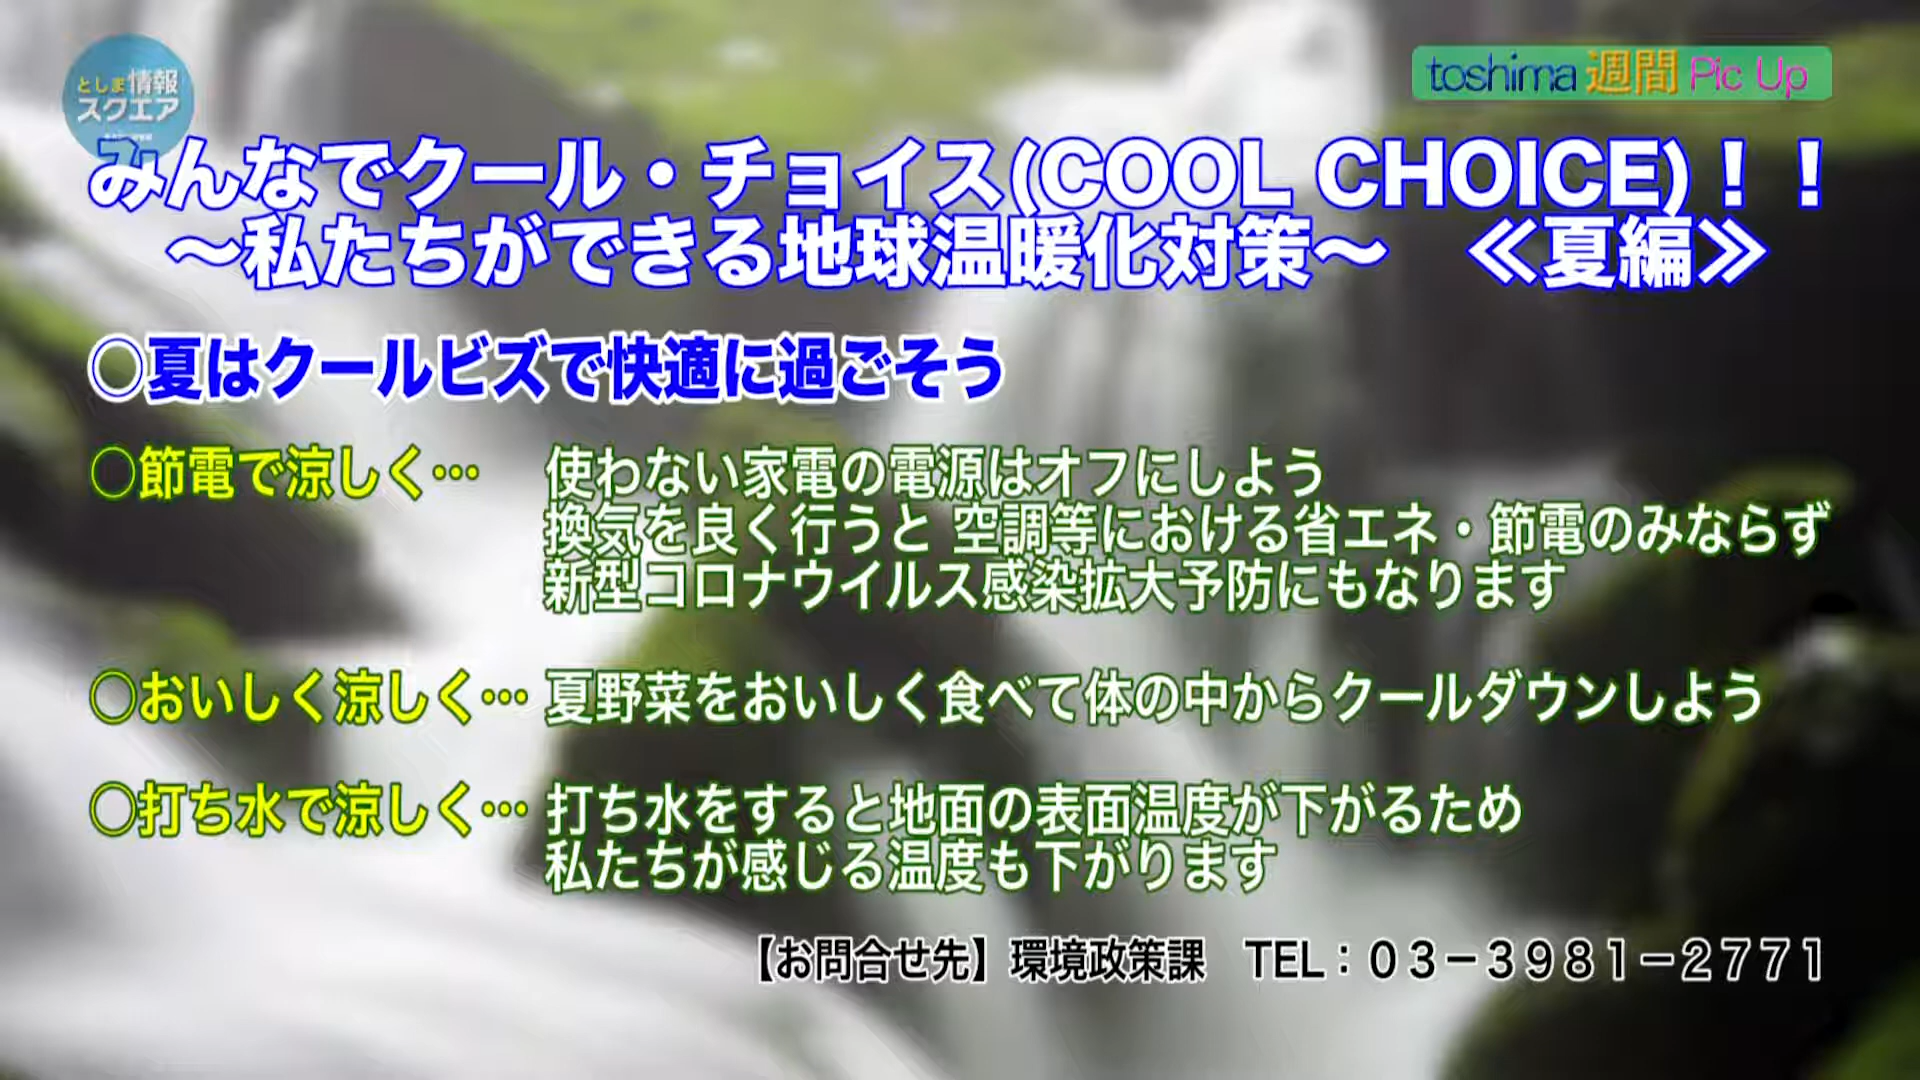 としま情報
スクエア
toshima 週間 Pic Up
みんなでクール・チョイス(COOL CHOICE)！！
～私たちができる地球温暖化対策～　≪夏編≫
○夏はクールビズで快適に過ごそう
○節電で涼しく… 使わない家電の電源はオフにしよう
換気を良く行うと 空調等における省エネ・節電のみならず
新型コロナウイルス感染拡大予防にもなります
○おいしく涼しく… 夏野菜をおいしく食べて体の中からクールダウンしよう
○打ち水で涼しく… 打ち水をすると地面の表面温度が下がるため
私たちが感じる温度も下がります
【お問合せ先】環境政策課　TEL：０３－３９８１－２７７１